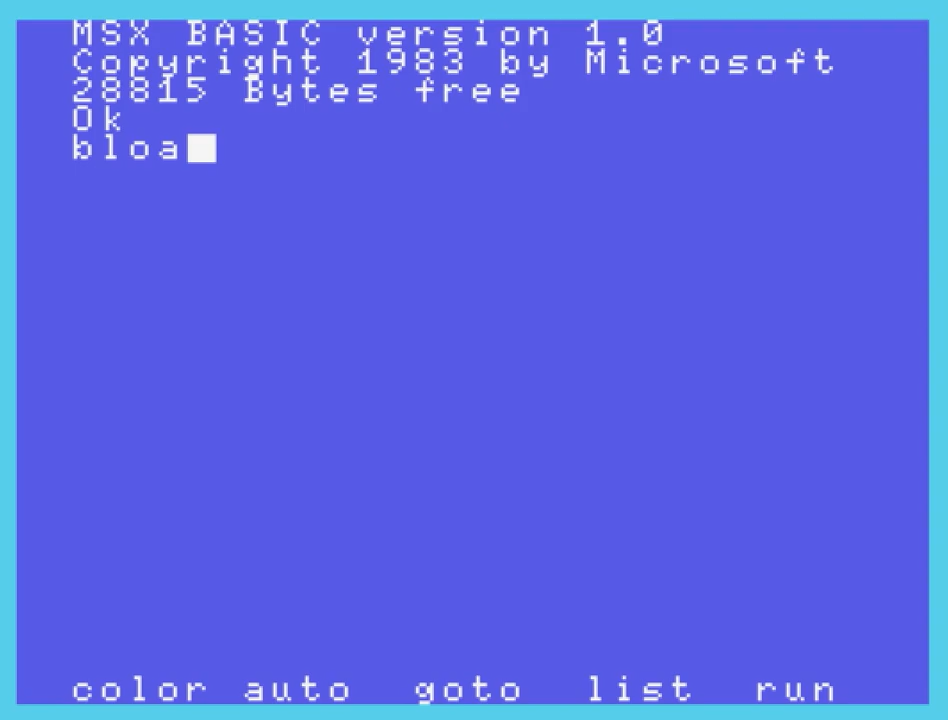 MSX BASIC version 1.0
Copyright 1983 by Microsoft
28815 Bytes free
Ok
bloa
color auto goto list run